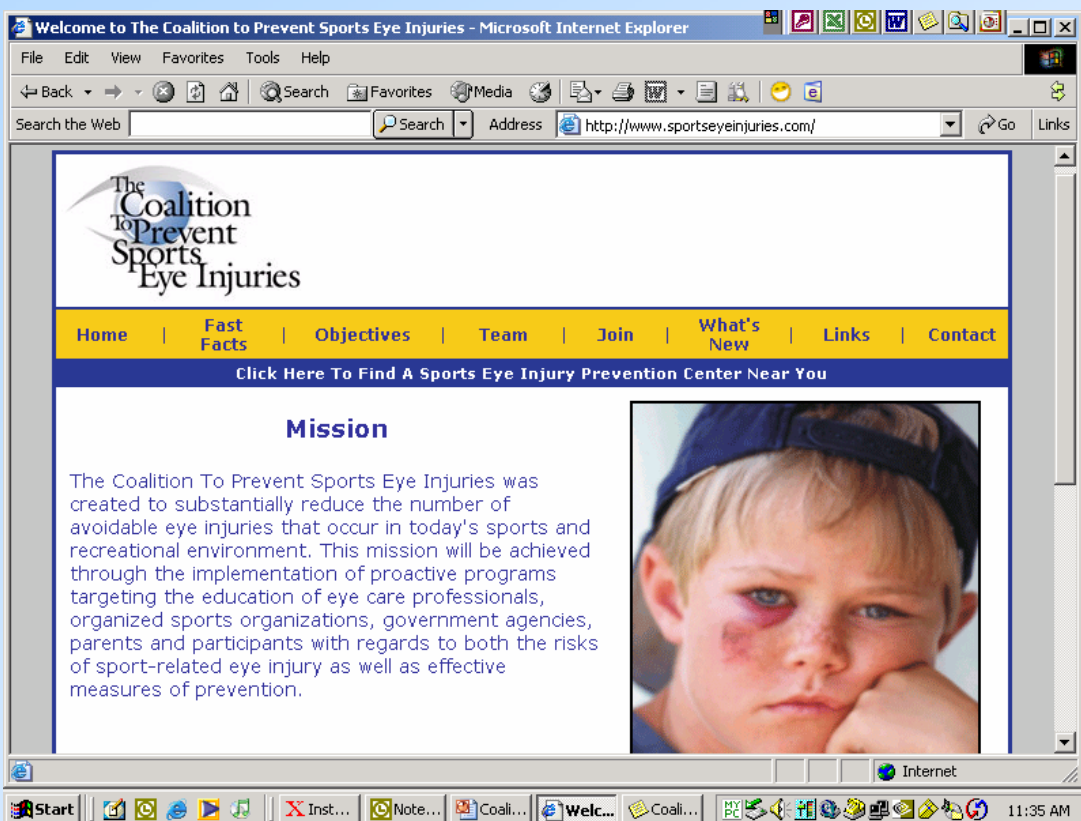 Welcome to The Coalition to Prevent Sports Eye Injuries - Microsoft Internet Explorer
File Edit View Favorites Tools Help
Back Search Favorites Media
Search the Web Search Address http://www.sportseyeinjuries.com/ Go Links
The
Coalition
To Prevent
Sports
Eye Injuries
Home | Fast Facts | Objectives | Team | Join | What's New | Links | Contact
Click Here To Find A Sports Eye Injury Prevention Center Near You
Mission
The Coalition To Prevent Sports Eye Injuries was
created to substantially reduce the number of
avoidable eye injuries that occur in today's sports and
recreational environment. This mission will be achieved
through the implementation of proactive programs
targeting the education of eye care professionals,
organized sports organizations, government agencies,
parents and participants with regards to both the risks
of sport-related eye injury as well as effective
measures of prevention.
Internet
Start Inst... Note... Coali... Welc... Coali... 11:35 AM